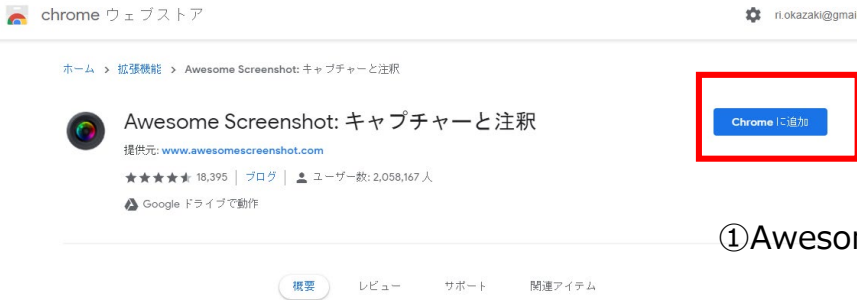 chrome ウェブストア
ri.okazaki@gmai
ホーム > 拡張機能 > Awesome Screenshot: キャプチャーと注釈
Awesome Screenshot: キャプチャーと注釈
Chrome に追加
提供元: www.awesomescreenshot.com
★★★★★ 18,395 | ブログ | ユーザー数: 2,058,167 人
Google ドライブで動作
①Aweso
概要 レビュー サポート 関連アイテム